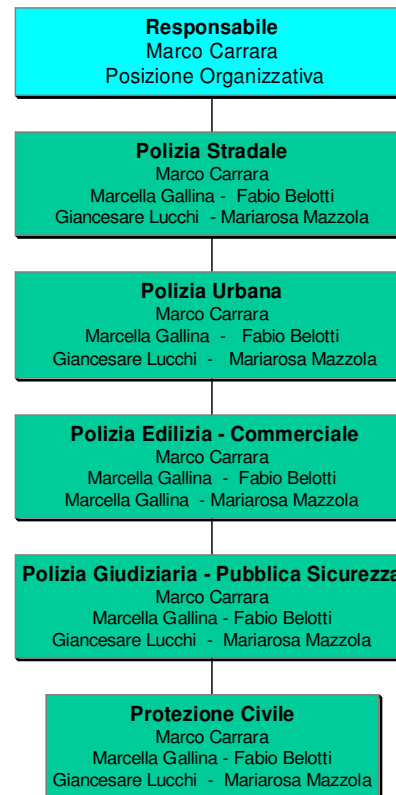 Responsabile
Marco Carrara
Posizione Organizzativa
Polizia Stradale
Marco Carrara
Marcella Gallina - Fabio Belotti
Giancesare Lucchi - Mariarosa Mazzola
Polizia Urbana
Marco Carrara
Marcella Gallina - Fabio Belotti
Giancesare Lucchi - Mariarosa Mazzola
Polizia Edilizia - Commerciale
Marco Carrara
Marcella Gallina - Fabio Belotti
Marcella Gallina - Mariarosa Mazzola
Polizia Giudiziaria - Pubblica Sicurezza
Marco Carrara
Marcella Gallina - Fabio Belotti
Giancesare Lucchi - Mariarosa Mazzola
Protezione Civile
Marco Carrara
Marcella Gallina - Fabio Belotti
Giancesare Lucchi - Mariarosa Mazzola